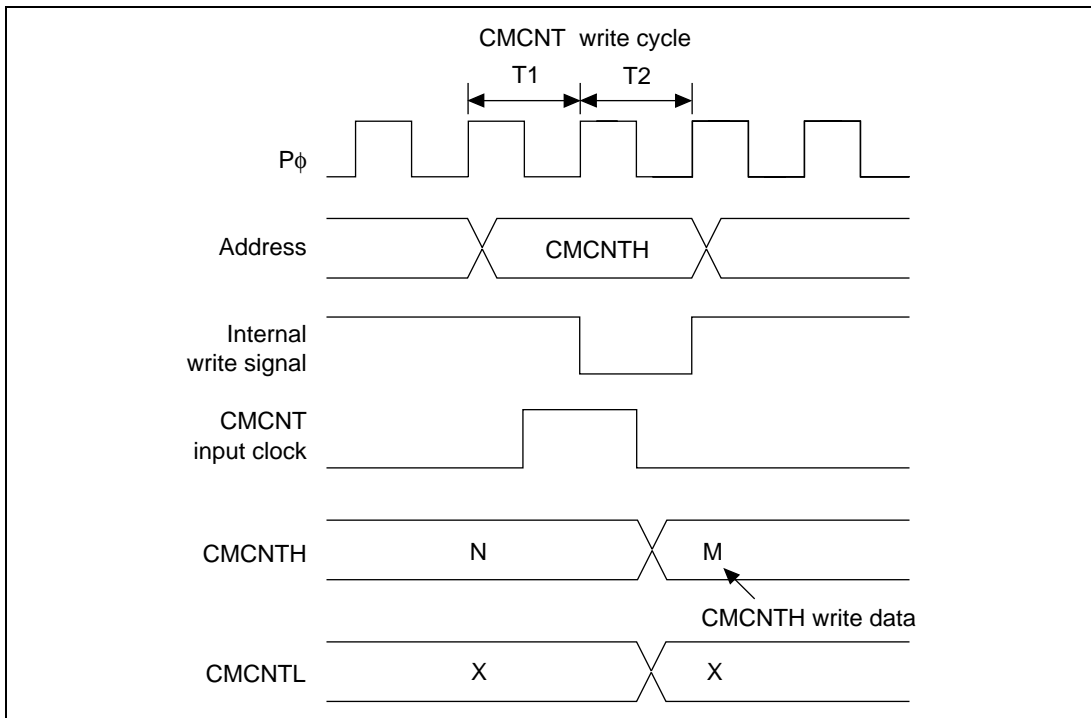 CMCNT write cycle
T1 T2
Pϕ
Address CMCNTH
Internal
write signal
CMCNT
input clock
CMCNTH N M
CMCNTH write data
CMCNTL X X